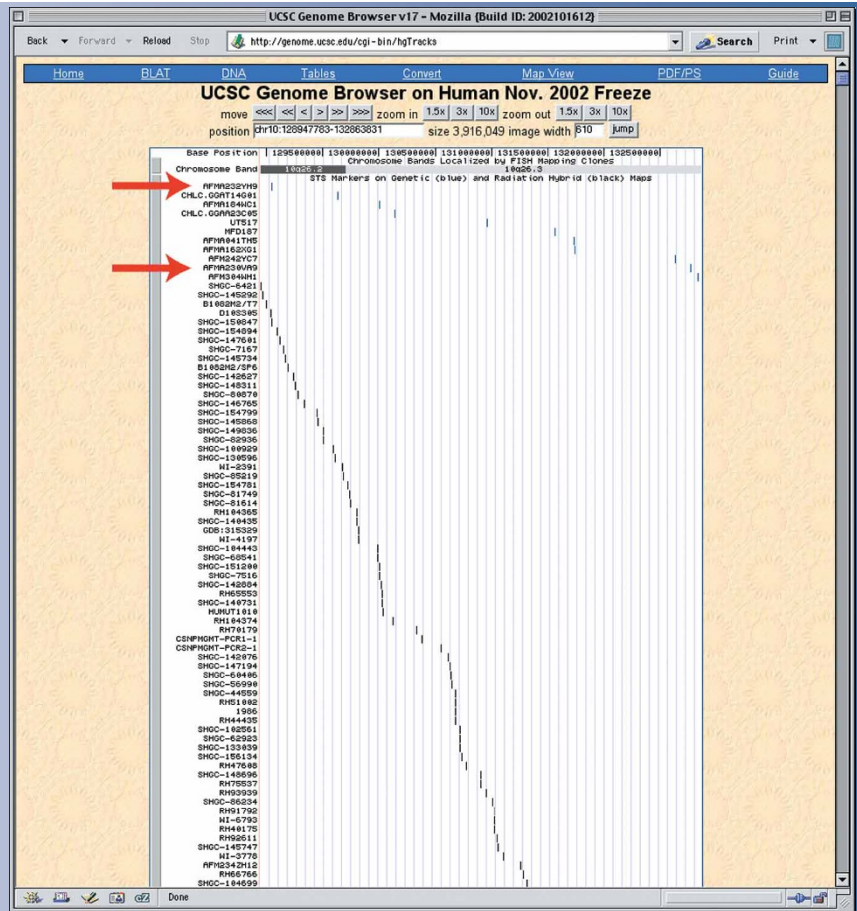 UCSC Genome Browser v17 - Mozilla {Build ID: 2002101612}
Back Forward Reload Stop http://genome.ucsc.edu/cgi-bin/hgTracks Search Print
Home BLAT DNA Tables Convert Map View PDF/PS Guide
UCSC Genome Browser on Human Nov. 2002 Freeze
move <<< << < > >> >>> zoom in 1.5x 3x 10x zoom out 1.5x 3x 10x
position chr10:128947783-132863831 size 3,916,049 image width 610 jump
Base Position | 129500000| 130000000| 130500000| 131000000| 131500000| 132000000| 132500000|
Chromosome Bands Localized by FISH Mapping Clones
Chromosome Band 10q26.2 10q26.3
STS Markers on Genetic (blue) and Radiation Hybrid (black) Maps
AFMA232YH9
CHLC.GGAT14G01
AFMA184WC1
CHLC.GGAA23C05
UT517
MFD187
AFMA041TH5
AFMA162XG1
AFM242YC7
AFMA230VA9
AFM304WH1
SHGC-6421
SHGC-145292
B1082M2/T7
D10S305
SHGC-150847
SHGC-154894
SHGC-147601
SHGC-7167
SHGC-145734
B1082M2/SP6
SHGC-142627
SHGC-148311
SHGC-80870
SHGC-146765
SHGC-154799
SHGC-145868
SHGC-149836
SHGC-82936
SHGC-100929
SHGC-130596
WI-2391
SHGC-85219
SHGC-154781
SHGC-81749
SHGC-81614
RH104365
SHGC-140435
GDB:315329
WI-4197
SHGC-104443
SHGC-68541
SHGC-151200
SHGC-7516
SHGC-142884
RH65553
SHGC-140731
HUMUT1010
RH104374
RH70179
CSNPMGMT-PCR1-1
CSNPMGMT-PCR2-1
SHGC-142076
SHGC-147194
SHGC-60406
SHGC-56990
SHGC-44559
RH51002
1986
RH44435
SHGC-102561
SHGC-62923
SHGC-133039
SHGC-156134
RH47608
SHGC-148696
RH75537
RH93939
SHGC-86234
RH91792
WI-6793
RH40175
RH92611
SHGC-145747
WI-3778
AFM234ZH12
RH66766
SHGC-104699
Done